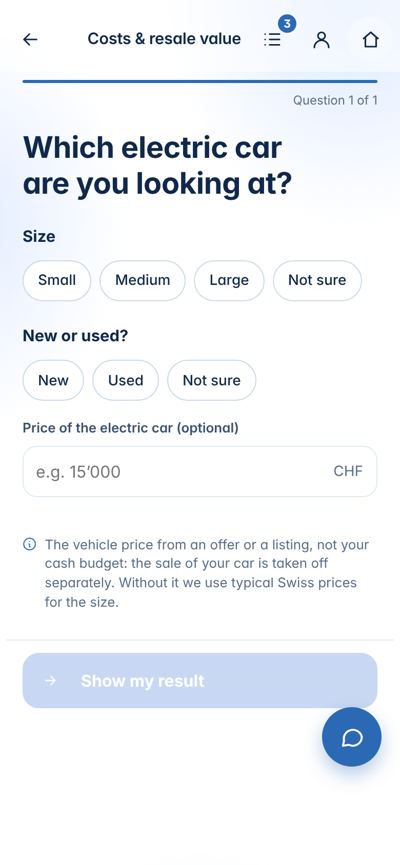 Costs & resale value
3
Question 1 of 1
Which electric car
are you looking at?
Size
Small
Medium
Large
Not sure
New or used?
New
Used
Not sure
Price of the electric car (optional)
e.g. 15’000
CHF
The vehicle price from an offer or a listing, not your
cash budget: the sale of your car is taken off
separately. Without it we use typical Swiss prices
for the size.
Show my result